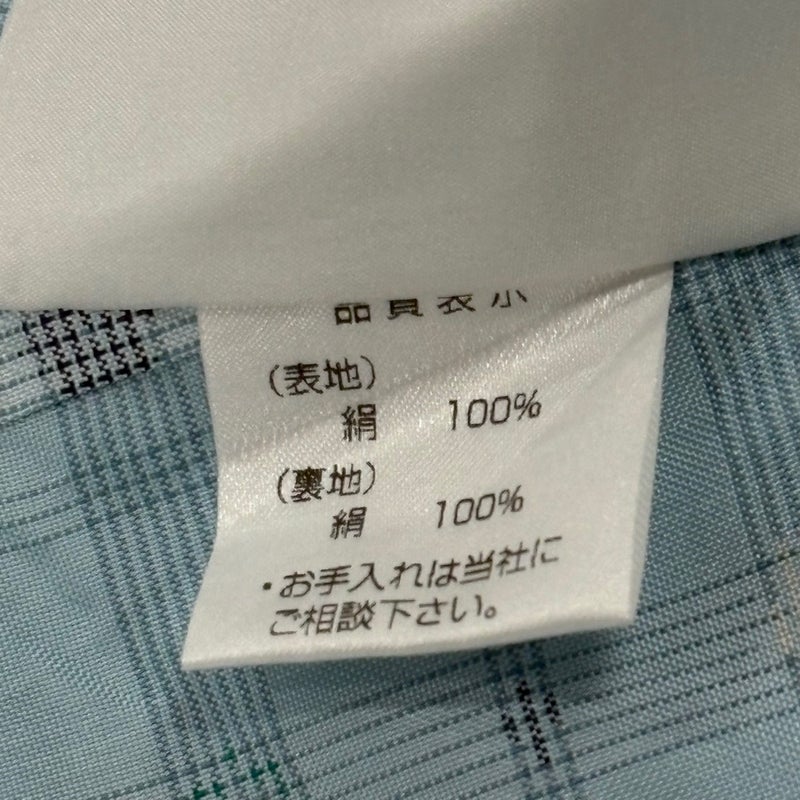 品質表示
(表地)
絹 100%
(裏地)
絹 100%
・お手入れは当社に
ご相談下さい。